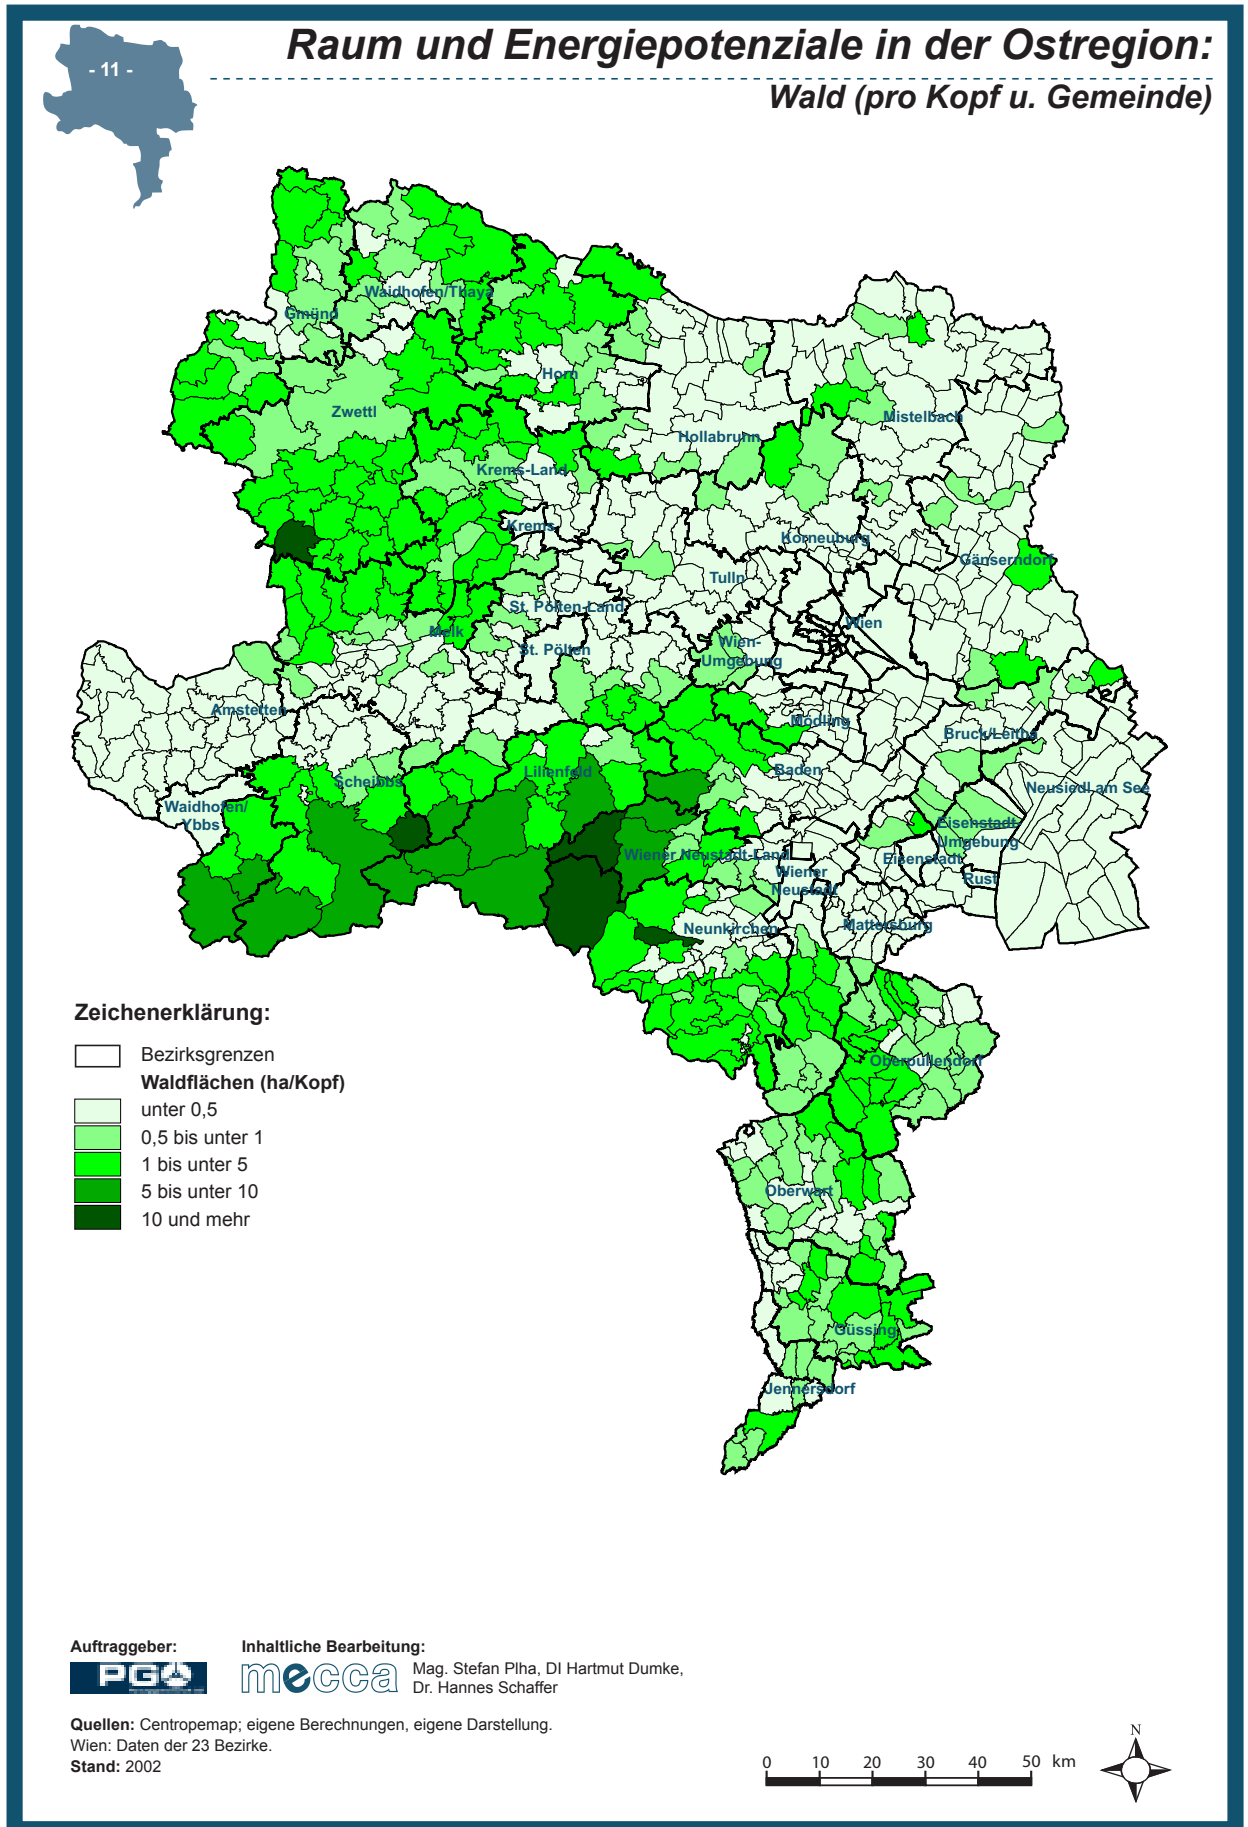 - 11 -
Raum und Energiepotenziale in der Ostregion:
Wald (pro Kopf u. Gemeinde)
Waidhofen/Thaya
Gmünd
Horn
Zwettl
Mistelbach
Hollabrunn
Krems-Land
Krems
Korneuburg
Gänserndorf
Tulln
St. Pölten-Land
Wien
Melk
St. Pölten
Wien-
Umgebung
Amstetten
Mödling
Bruck/Leitha
Lilienfeld
Baden
Scheibbs
Neusiedl am See
Waidhofen/
Ybbs
Eisenstadt-
Umgebung
Wiener Neustadt-Land
Eisenstadt
Wiener
Neustadt
Rust
Neunkirchen
Mattersburg
Oberpullendorf
Oberwart
Güssing
Jennersdorf
Zeichenerklärung:
Bezirksgrenzen
Waldflächen (ha/Kopf)
unter 0,5
0,5 bis unter 1
1 bis unter 5
5 bis unter 10
10 und mehr
Auftraggeber:
PGO
Inhaltliche Bearbeitung:
mecca
Mag. Stefan Plha, DI Hartmut Dumke,
Dr. Hannes Schaffer
Quellen: Centropemap; eigene Berechnungen, eigene Darstellung.
Wien: Daten der 23 Bezirke.
Stand: 2002
0 10 20 30 40 50 km
N